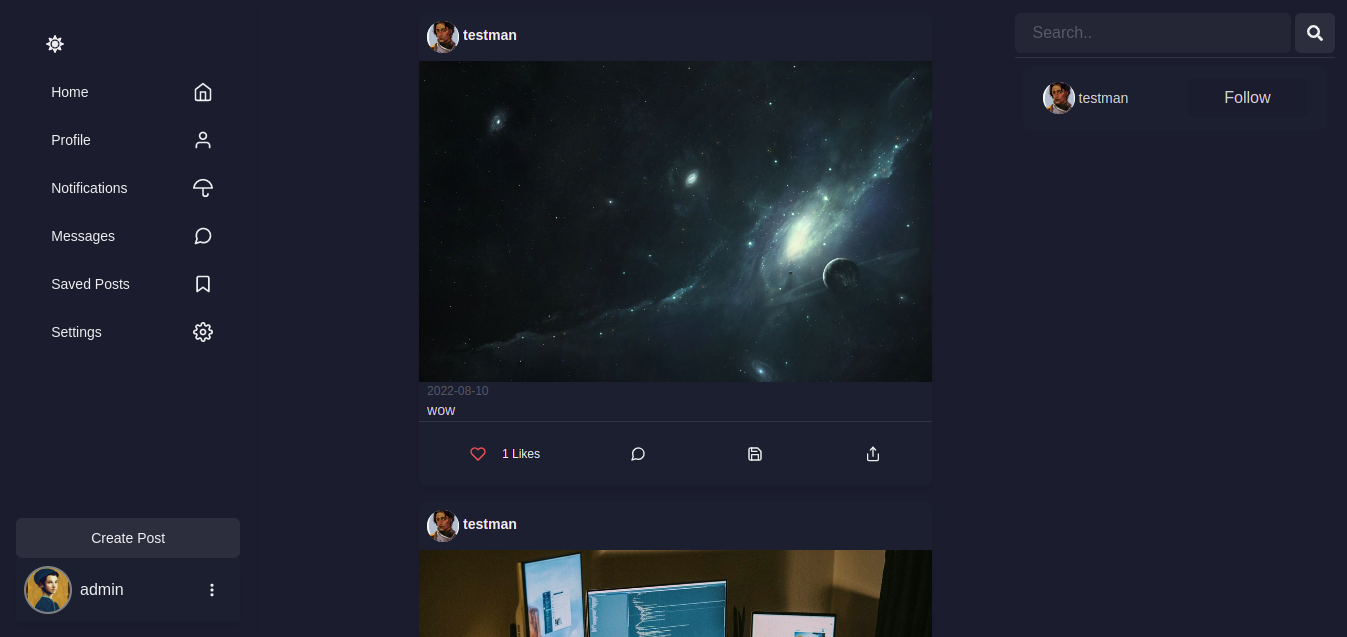 Home
Profile
Notifications
Messages
Saved Posts
Settings
Create Post
admin
testman
2022-08-10
wow
1 Likes
testman
Search..
testman
Follow